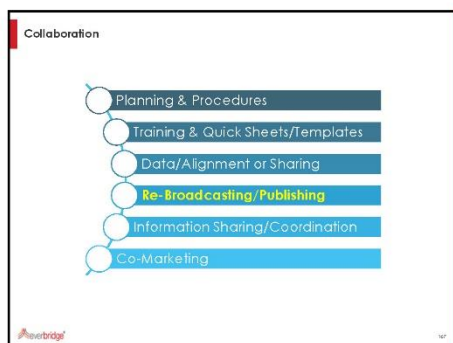 Collaboration
Planning & Procedures
Training & Quick Sheets/Templates
Data/Alignment or Sharing
Re-Broadcasting/Publishing
Information Sharing/Coordination
Co-Marketing
everbridge